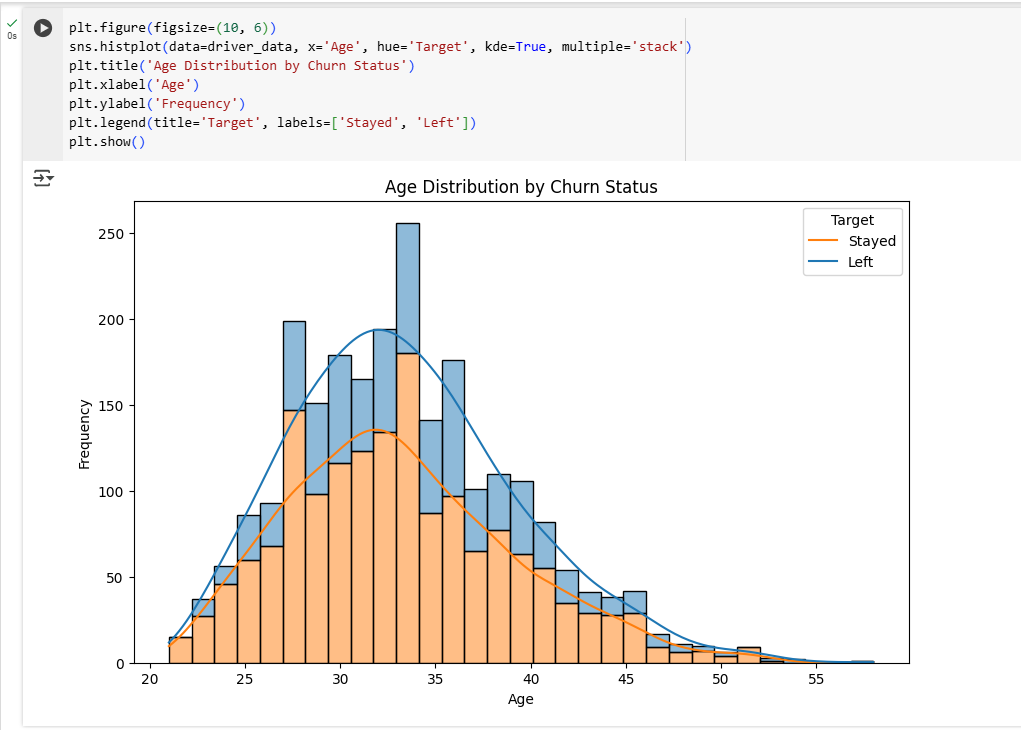 plt.figure(figsize=(10, 6))
sns.histplot(data=driver_data, x='Age', hue='Target', kde=True, multiple='stack')
plt.title('Age Distribution by Churn Status')
plt.xlabel('Age')
plt.ylabel('Frequency')
plt.legend(title='Target', labels=['Stayed', 'Left'])
plt.show()
0s
Age Distribution by Churn Status
Target
Stayed
Left
Frequency
250
200
150
100
50
0
20 25 30 35 40 45 50 55
Age